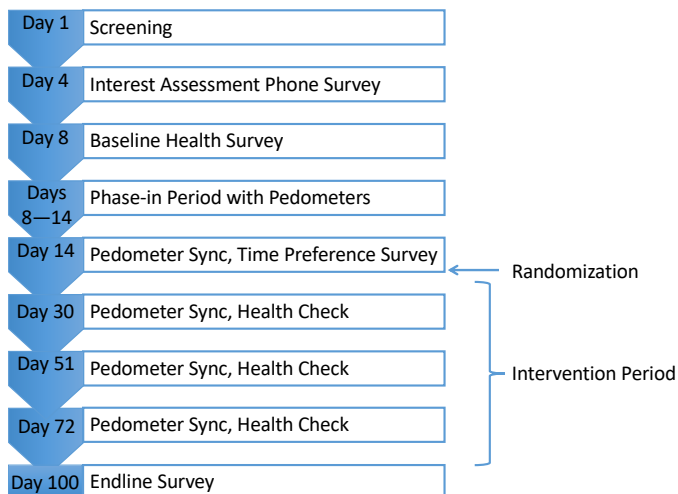 Day 1 Screening
Day 4 Interest Assessment Phone Survey
Day 8 Baseline Health Survey
Days
8—14 Phase-in Period with Pedometers
Day 14 Pedometer Sync, Time Preference Survey
Randomization
Day 30 Pedometer Sync, Health Check
Day 51 Pedometer Sync, Health Check
Intervention Period
Day 72 Pedometer Sync, Health Check
Day 100 Endline Survey